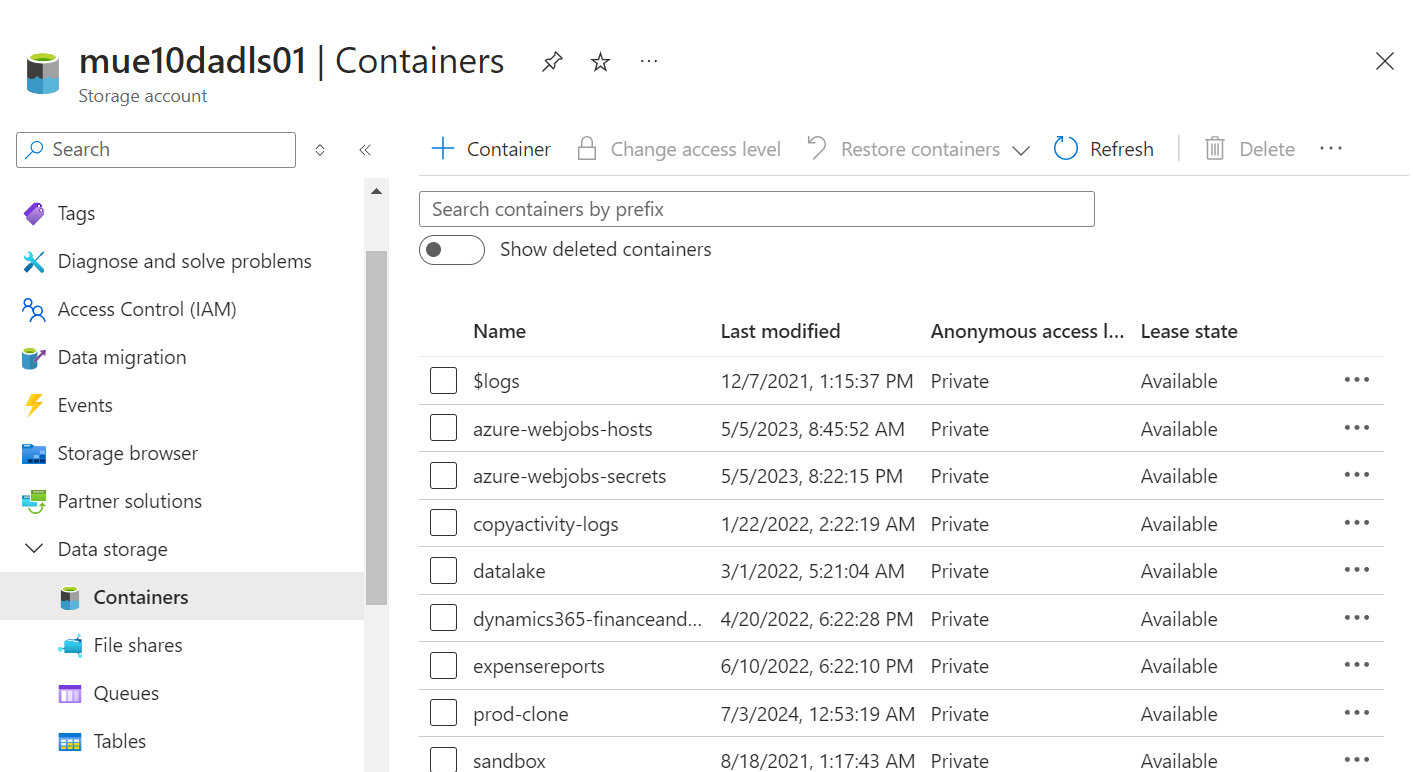 mue10dadls01 | Containers
Storage account
Search
Tags
Diagnose and solve problems
Access Control (IAM)
Data migration
Events
Storage browser
Partner solutions
Data storage
Containers
File shares
Queues
Tables
Container Change access level Restore containers Refresh Delete
Search containers by prefix
Show deleted containers
Name Last modified Anonymous access l... Lease state
$logs 12/7/2021, 1:15:37 PM Private Available
azure-webjobs-hosts 5/5/2023, 8:45:52 AM Private Available
azure-webjobs-secrets 5/5/2023, 8:22:15 PM Private Available
copyactivity-logs 1/22/2022, 2:22:19 AM Private Available
datalake 3/1/2022, 5:21:04 AM Private Available
dynamics365-financeand... 4/20/2022, 6:22:28 PM Private Available
expensereports 6/10/2022, 6:22:10 PM Private Available
prod-clone 7/3/2024, 12:53:19 AM Private Available
sandbox 8/18/2021, 1:17:43 AM Private Available